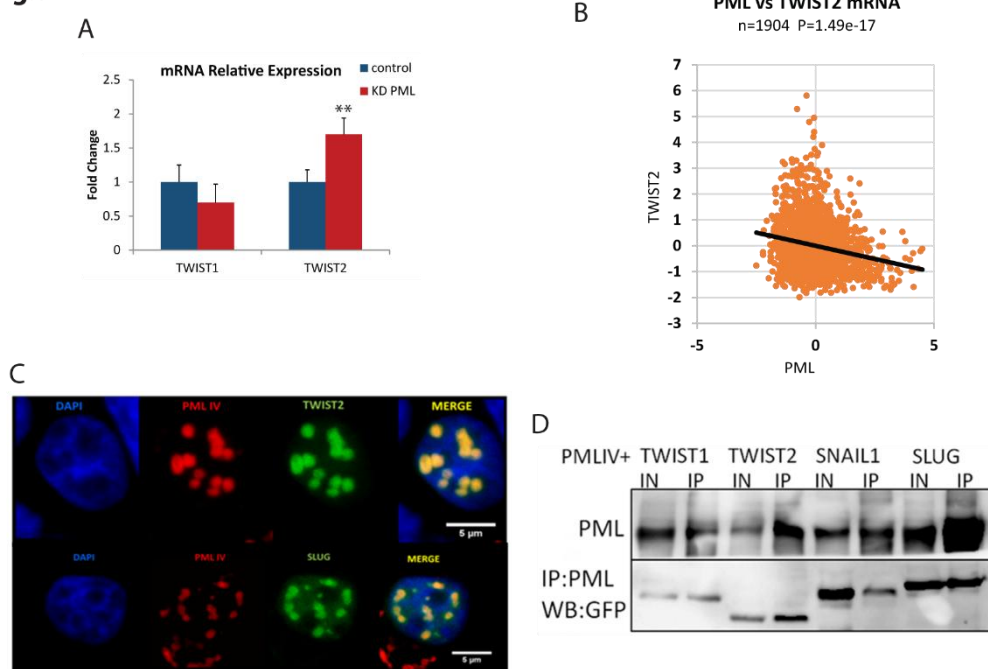 A
mRNA Relative Expression
control
KD PML
Fold Change
2.5
2
1.5
1
0.5
0
**
TWIST1
TWIST2
B
PML vs TWIST2 mRNA
n=1904 P=1.49e-17
TWIST2
7
6
5
4
3
2
1
0
-1
-2
-3
-5
0
5
PML
C
DAPI
PML IV
TWIST2
MERGE
5 µm
DAPI
PML IV
SLUG
MERGE
5 µm
D
PMLIV+ TWIST1 TWIST2 SNAIL1 SLUG
IN IP IN IP IN IP IN IP
PML
IP:PML
WB:GFP